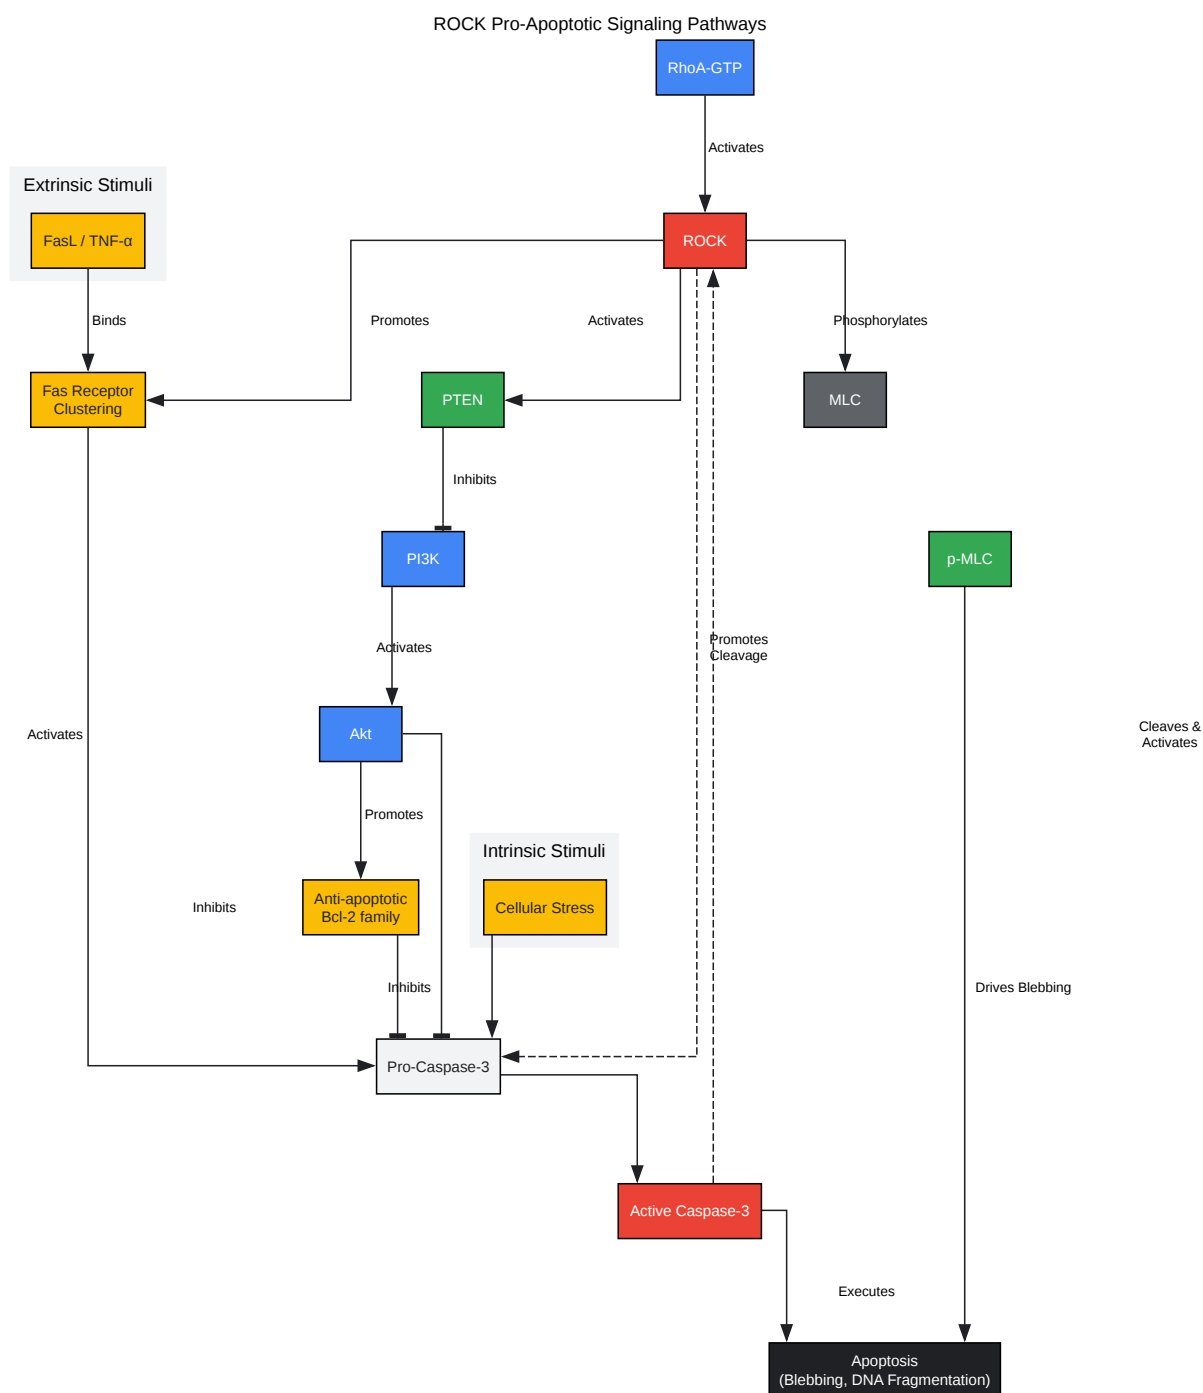 ROCK Pro-Apoptotic Signaling Pathways
RhoA-GTP
Activates
Extrinsic Stimuli
FasL / TNF-α
ROCK
Binds
Promotes
Activates
Phosphorylates
Fas Receptor
Clustering
PTEN
MLC
Inhibits
PI3K
p-MLC
Activates
Promotes
Cleavage
Cleaves &
Activates
Activates
Akt
Promotes
Intrinsic Stimuli
Anti-apoptotic
Bcl-2 family
Cellular Stress
Inhibits
Inhibits
Drives Blebbing
Pro-Caspase-3
Active Caspase-3
Executes
Apoptosis
(Blebbing, DNA Fragmentation)